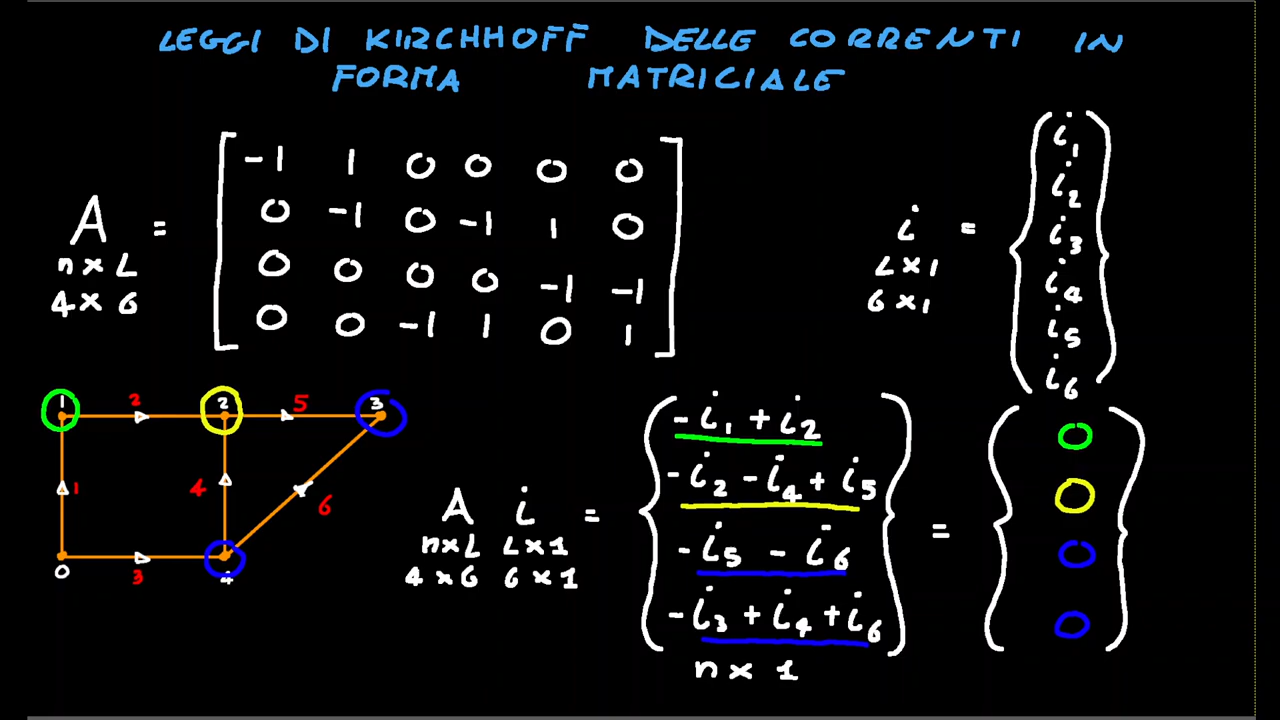 LEGGI DI KIRCHHOFF DELLE CORRENTI IN
FORMA MATRICIALE
A =
n x L
4 x 6
-1 1 0 0 0 0
0 -1 0 -1 1 0
0 0 0 0 -1 -1
0 0 -1 1 0 1
i =
L x 1
6 x 1
i1
i2
i3
i4
i5
i6
1 2 2 5 3
1 4 6
0 3 4
A i =
n x L L x 1
4 x 6 6 x 1
-i1 + i2
-i2 - i4 + i5
-i5 - i6
-i3 + i4 + i6
n x 1
=
0
0
0
0